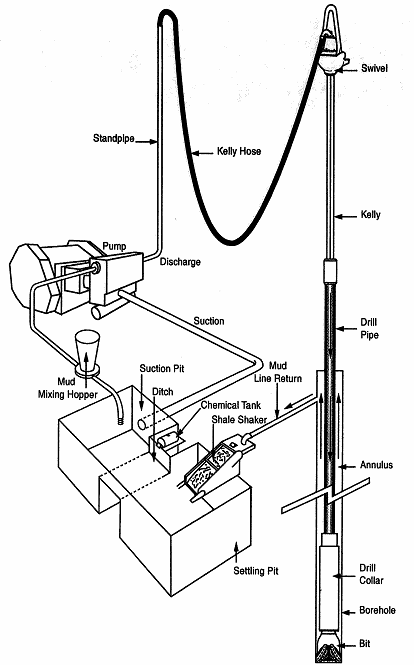 Swivel
Standpipe
Kelly Hose
Kelly
Pump
Discharge
Suction
Drill
Pipe
Mud
Mixing Hopper
Suction Pit
Ditch
Mud
Line Return
Chemical Tank
Shale Shaker
Annulus
Settling Pit
Drill
Collar
Borehole
Bit